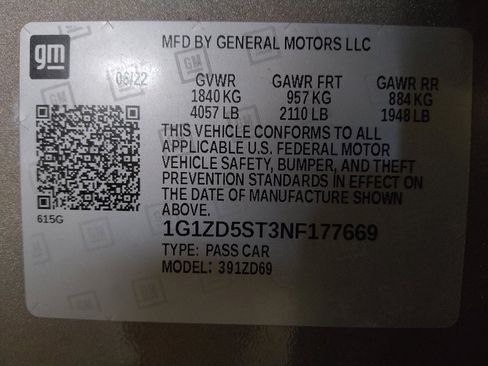 gm
MFD BY GENERAL MOTORS LLC
06/22 GVWR GAWR FRT GAWR RR
1840 KG 957 KG 884 KG
4057 LB 2110 LB 1948 LB
THIS VEHICLE CONFORMS TO ALL
APPLICABLE U.S. FEDERAL MOTOR
VEHICLE SAFETY, BUMPER, AND THEFT
PREVENTION STANDARDS IN EFFECT ON
THE DATE OF MANUFACTURE SHOWN
ABOVE.
615G
1G1ZD5ST3NF177669
TYPE: PASS CAR
MODEL: 391ZD69